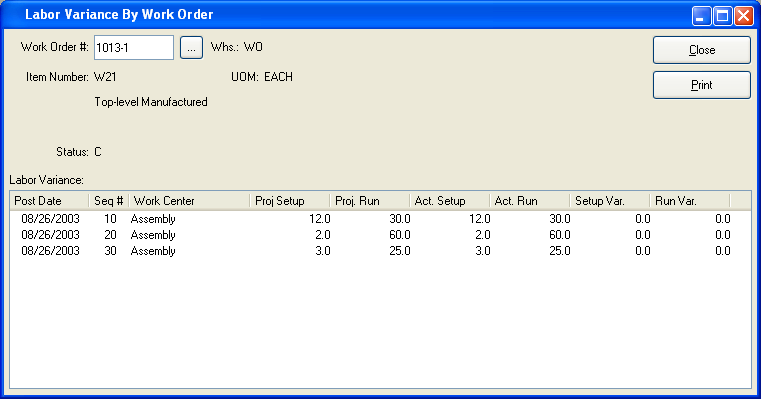 Labor Variance By Work Order
Work Order #: 1013-1 ... Whs.: WO
Close
Item Number: W21 UOM: EACH
Print
Top-level Manufactured
Status: C
Labor Variance:
Post Date Seq # Work Center Proj Setup Proj. Run Act. Setup Act. Run Setup Var. Run Var.
08/26/2003 10 Assembly 12.0 30.0 12.0 30.0 0.0 0.0
08/26/2003 20 Assembly 2.0 60.0 2.0 60.0 0.0 0.0
08/26/2003 30 Assembly 3.0 25.0 3.0 25.0 0.0 0.0